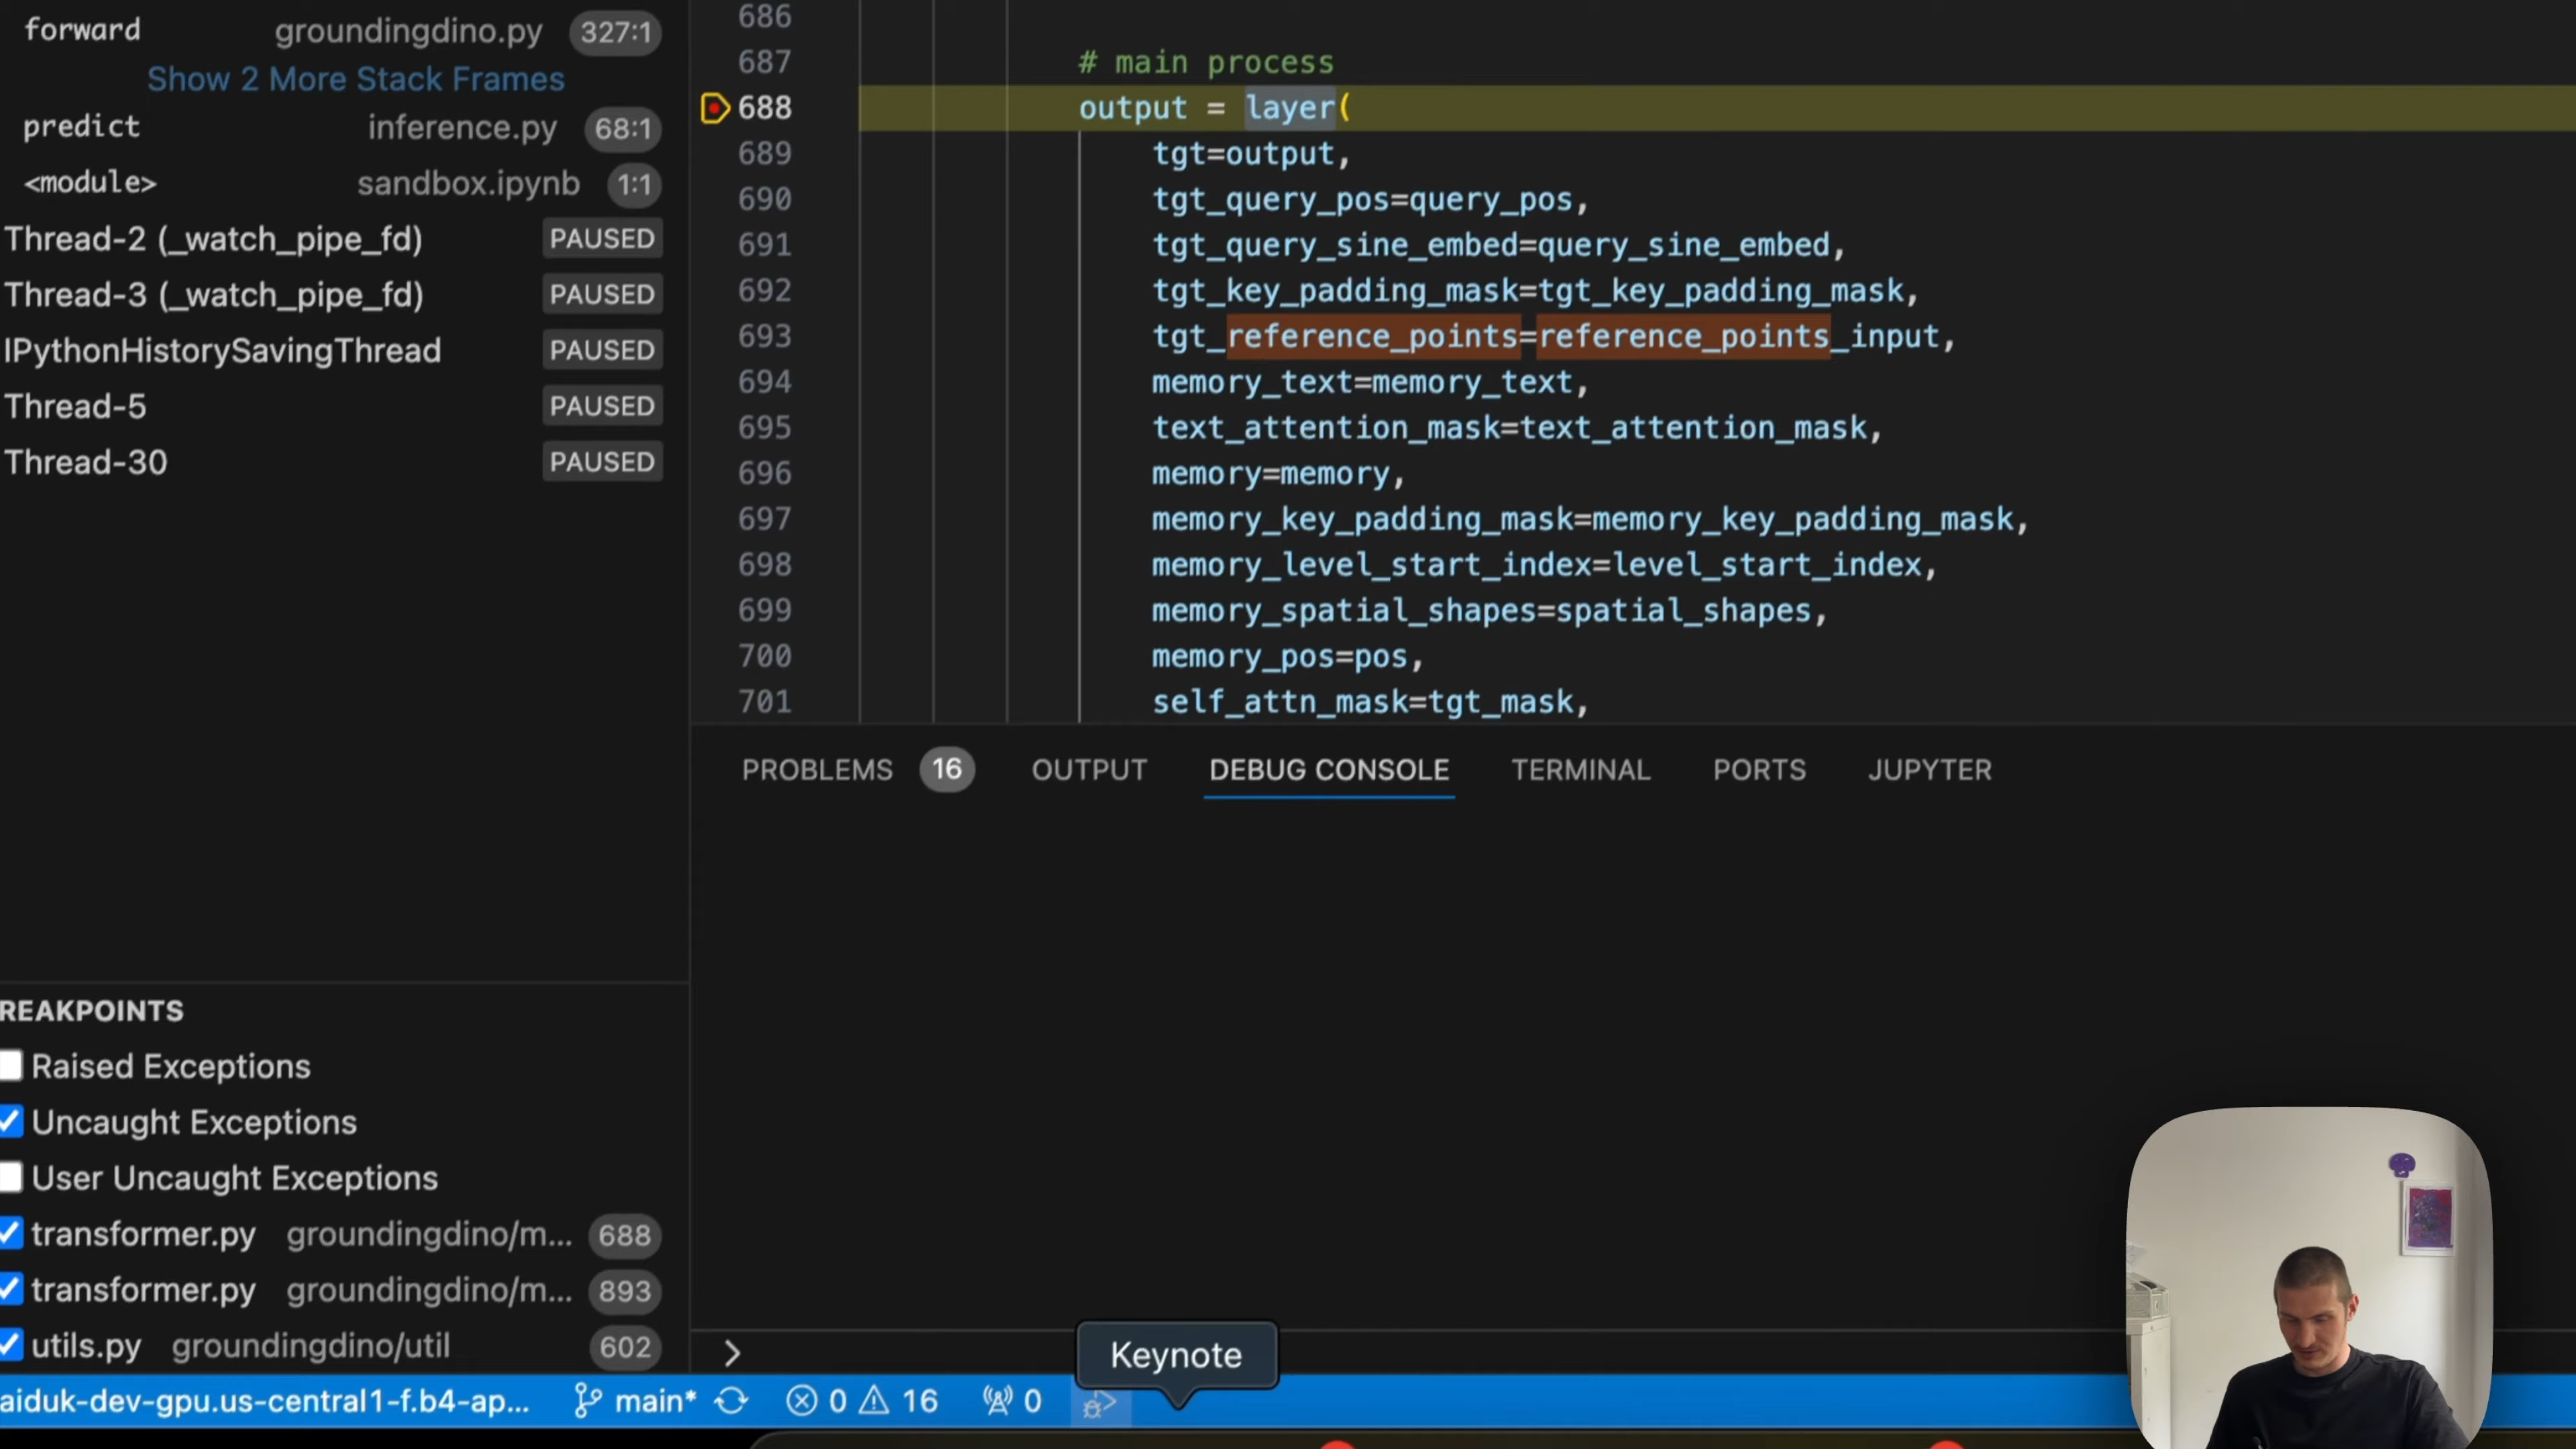 forward groundingdino.py 327:1
Show 2 More Stack Frames
predict inference.py 68:1
<module> sandbox.ipynb 1:1
Thread-2 (_watch_pipe_fd) PAUSED
Thread-3 (_watch_pipe_fd) PAUSED
IPythonHistorySavingThread PAUSED
Thread-5 PAUSED
Thread-30 PAUSED
REAKPOINTS
Raised Exceptions
Uncaught Exceptions
User Uncaught Exceptions
transformer.py groundingdino/m... 688
transformer.py groundingdino/m... 893
utils.py groundingdino/util 602
686
687 # main process
688 output = layer(
689 tgt=output,
690 tgt_query_pos=query_pos,
691 tgt_query_sine_embed=query_sine_embed,
692 tgt_key_padding_mask=tgt_key_padding_mask,
693 tgt_reference_points=reference_points_input,
694 memory_text=memory_text,
695 text_attention_mask=text_attention_mask,
696 memory=memory,
697 memory_key_padding_mask=memory_key_padding_mask,
698 memory_level_start_index=level_start_index,
699 memory_spatial_shapes=spatial_shapes,
700 memory_pos=pos,
701 self_attn_mask=tgt_mask,
PROBLEMS 16 OUTPUT DEBUG CONSOLE TERMINAL PORTS JUPYTER
>
Keynote
aiduk-dev-gpu.us-central1-f.b4-ap... main* 0 16 0